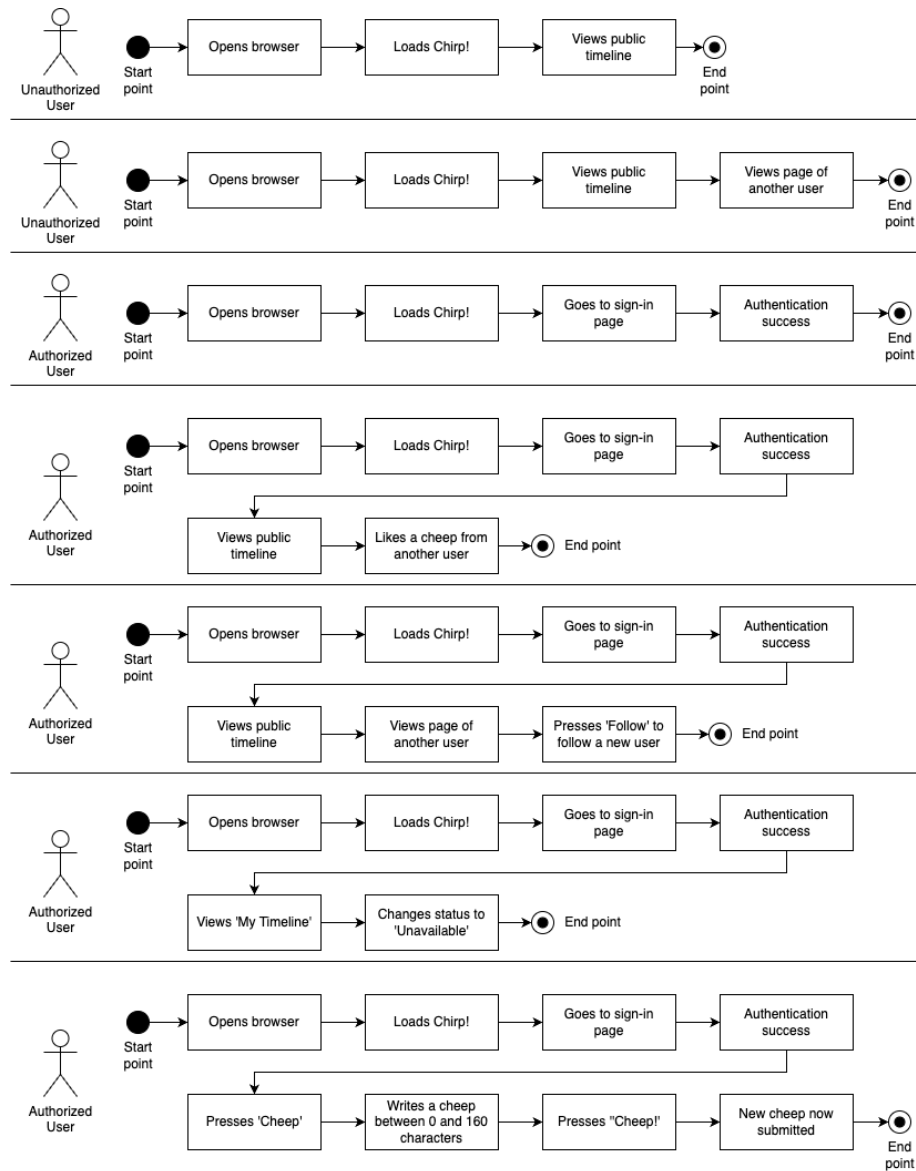 Unauthorized
User
Start
point
Opens browser
Loads Chirp!
Views public
timeline
End
point
Unauthorized
User
Start
point
Opens browser
Loads Chirp!
Views public
timeline
Views page of
another user
End
point
Authorized
User
Start
point
Opens browser
Loads Chirp!
Goes to sign-in
page
Authentication
success
End
point
Authorized
User
Start
point
Opens browser
Loads Chirp!
Goes to sign-in
page
Authentication
success
Views public
timeline
Likes a cheep from
another user
End point
Authorized
User
Start
point
Opens browser
Loads Chirp!
Goes to sign-in
page
Authentication
success
Views public
timeline
Views page of
another user
Presses 'Follow' to
follow a new user
End point
Authorized
User
Start
point
Opens browser
Loads Chirp!
Goes to sign-in
page
Authentication
success
Views 'My Timeline'
Changes status to
'Unavailable'
End point
Authorized
User
Start
point
Opens browser
Loads Chirp!
Goes to sign-in
page
Authentication
success
Presses 'Cheep'
Writes a cheep
between 0 and 160
characters
Presses "Cheep!'
New cheep now
submitted
End
point